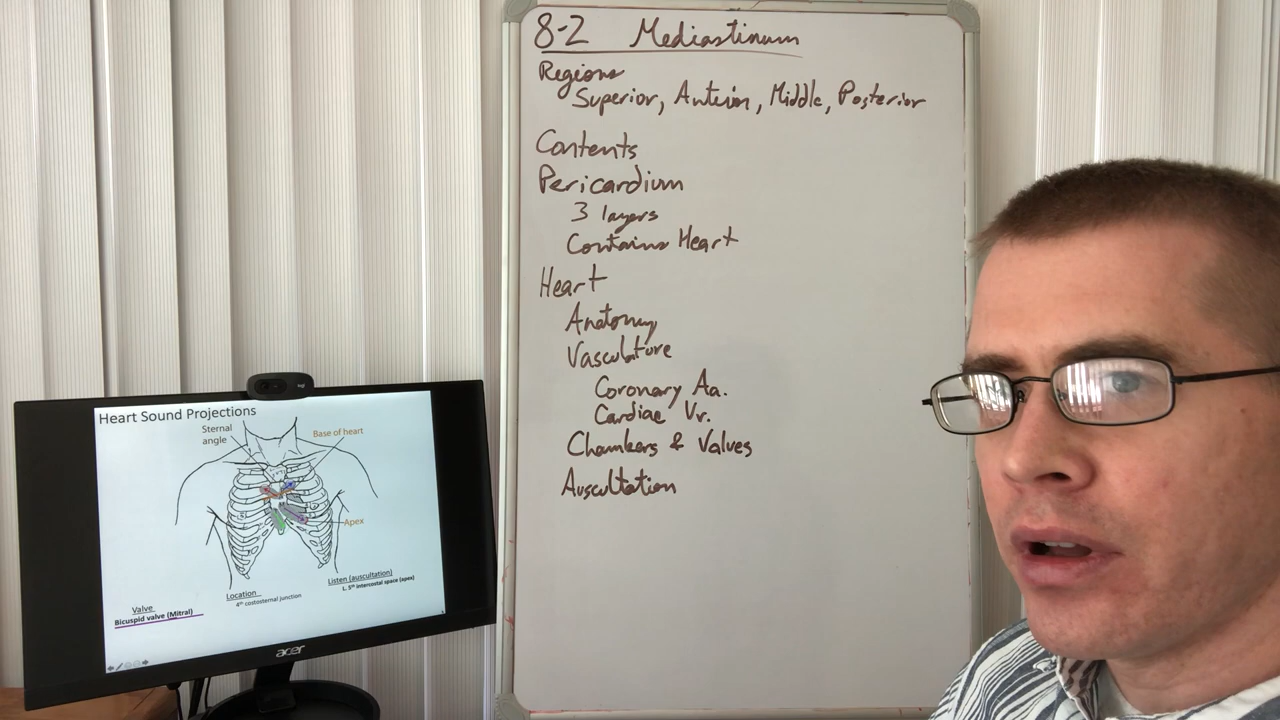 8-2 Mediastinum
Regions
Superior, Anterior, Middle, Posterior
Contents
Pericardium
3 layers
Contains Heart
Heart
Anatomy
Vasculature
Coronary Aa.
Cardiac Vv.
Chambers & Valves
Auscultation
Heart Sound Projections
Sternal
angle
Base of heart
Apex
Valve
Bicuspid valve (Mitral)
Location
4th costosternal junction
Listen (auscultation)
L. 5th intercostal space (apex)
acer